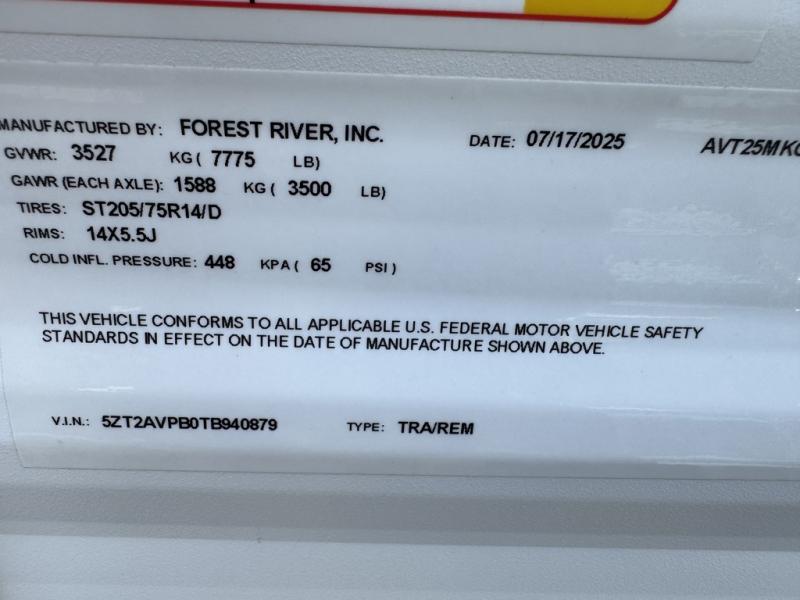 MANUFACTURED BY: FOREST RIVER, INC. DATE: 07/17/2025 AVT25MK
GVWR: 3527 KG ( 7775 LB)
GAWR (EACH AXLE): 1588 KG ( 3500 LB)
TIRES: ST205/75R14/D
RIMS: 14X5.5J
COLD INFL. PRESSURE: 448 KPA ( 65 PSI )
THIS VEHICLE CONFORMS TO ALL APPLICABLE U.S. FEDERAL MOTOR VEHICLE SAFETY
STANDARDS IN EFFECT ON THE DATE OF MANUFACTURE SHOWN ABOVE.
V.I.N.: 5ZT2AVPB0TB940879 TYPE: TRA/REM